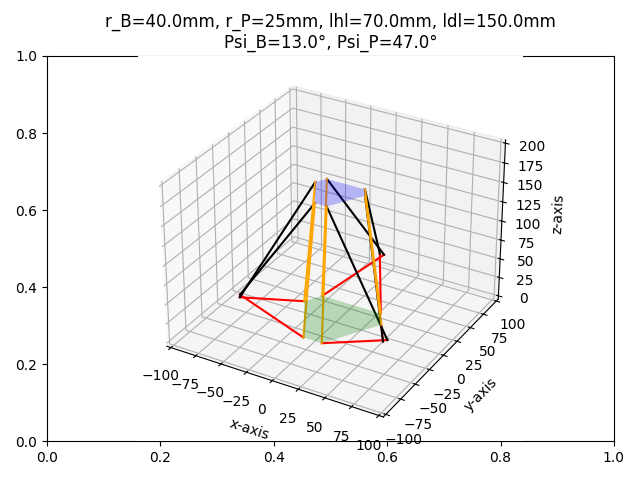 r_B=40.0mm, r_P=25mm, lhl=70.0mm, ldl=150.0mm
Psi_B=13.0°, Psi_P=47.0°
1.0
0.8
0.6
0.4
0.2
0.0
0.0 0.2 0.4 0.6 0.8 1.0
−100 −75 −50 −25 0 25 50 75 100
x-axis
−100 −75 −50 −25 0 25 50 75 100
y-axis
200
175
150
125
100
75
50
25
0
z-axis